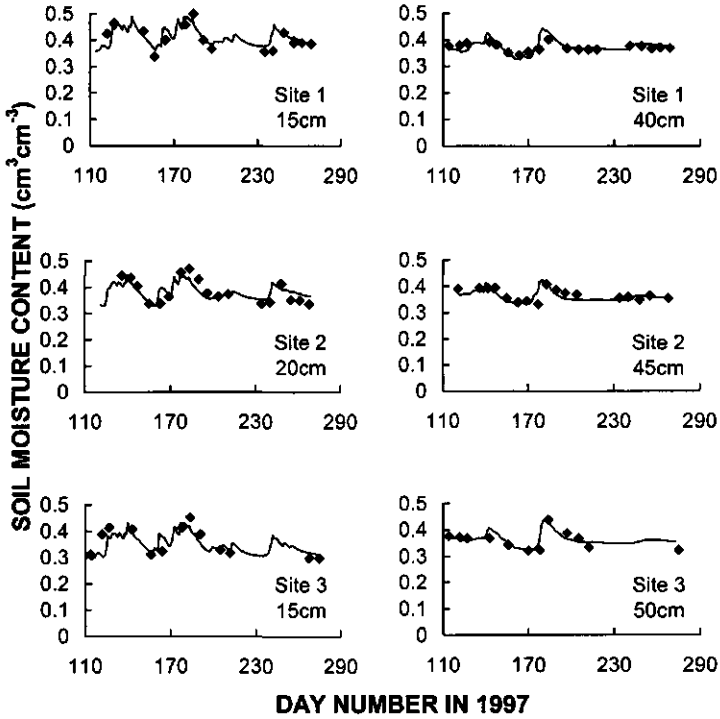 SOIL MOISTURE CONTENT (cm³cm⁻³)
0.5
0.4
0.3
0.2
0.1
0
110 170 230 290
Site 1
15cm
0.5
0.4
0.3
0.2
0.1
0
110 170 230 290
Site 1
40cm
0.5
0.4
0.3
0.2
0.1
0
110 170 230 290
Site 2
20cm
0.5
0.4
0.3
0.2
0.1
0
110 170 230 290
Site 2
45cm
0.5
0.4
0.3
0.2
0.1
0
110 170 230 290
Site 3
15cm
0.5
0.4
0.3
0.2
0.1
0
110 170 230 290
Site 3
50cm
DAY NUMBER IN 1997